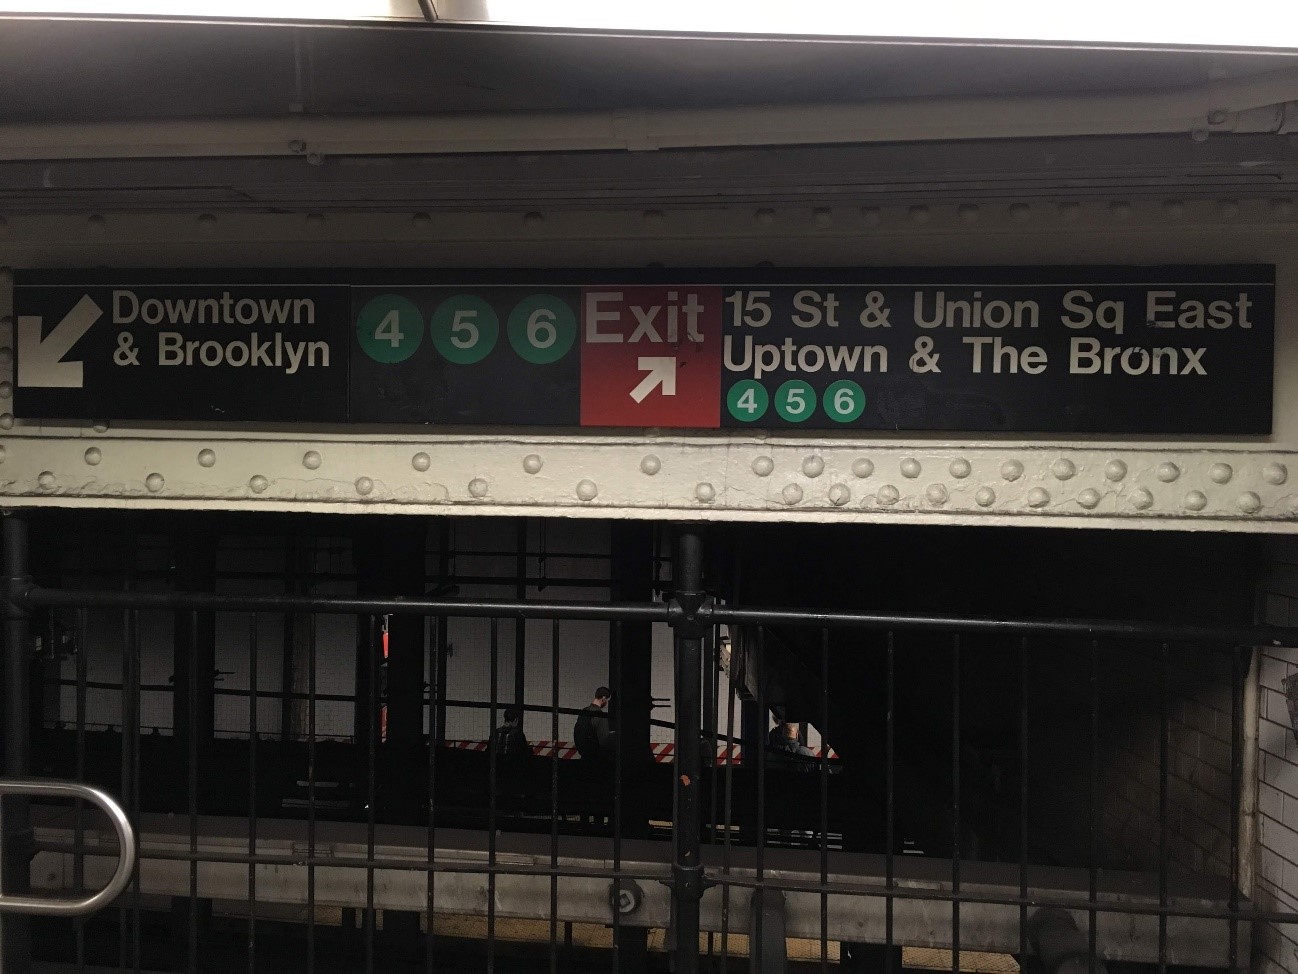 Downtown
& Brooklyn
4 5 6
Exit
15 St & Union Sq East
Uptown & The Bronx
4 5 6